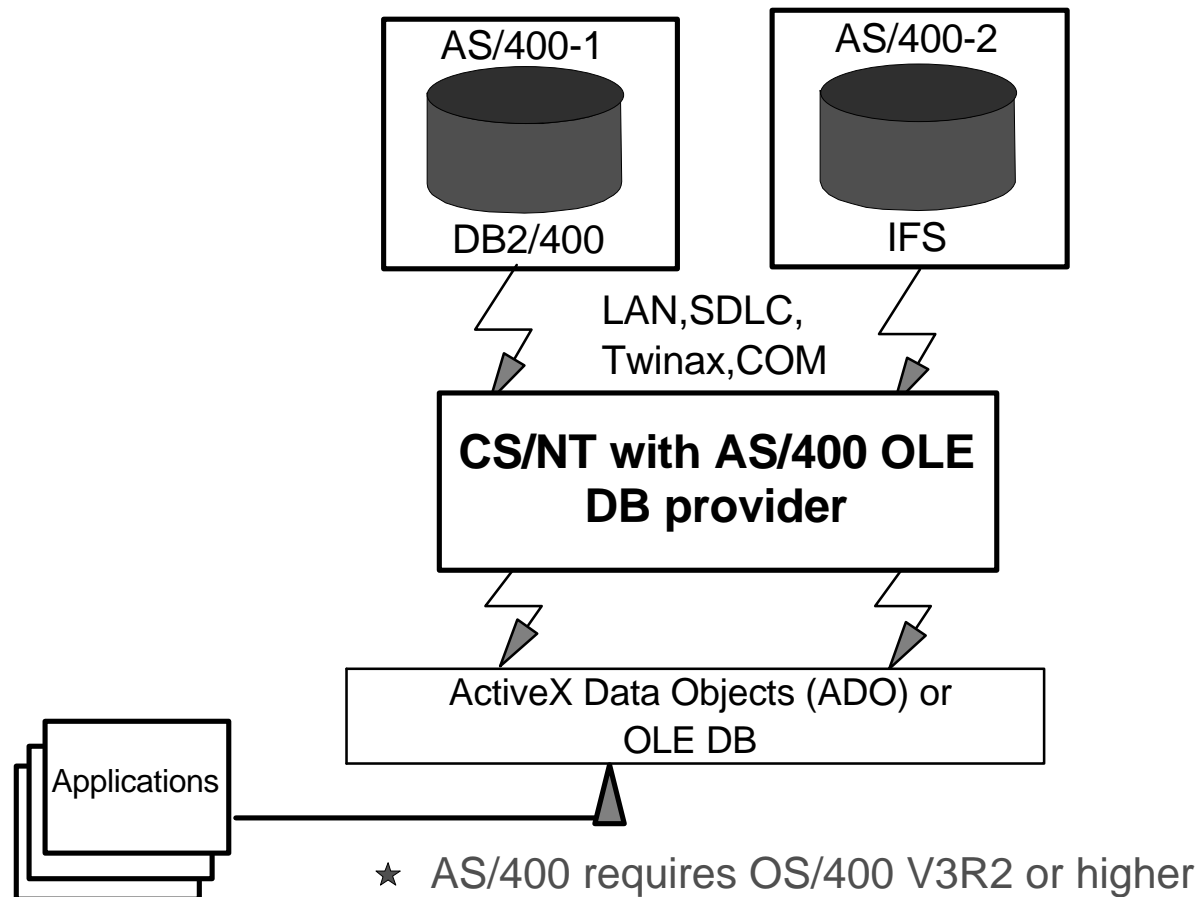 AS/400-1
AS/400-2
DB2/400
IFS
LAN,SDLC,
Twinax,COM
CS/NT with AS/400 OLE
DB provider
ActiveX Data Objects (ADO) or
OLE DB
Applications
AS/400 requires OS/400 V3R2 or higher